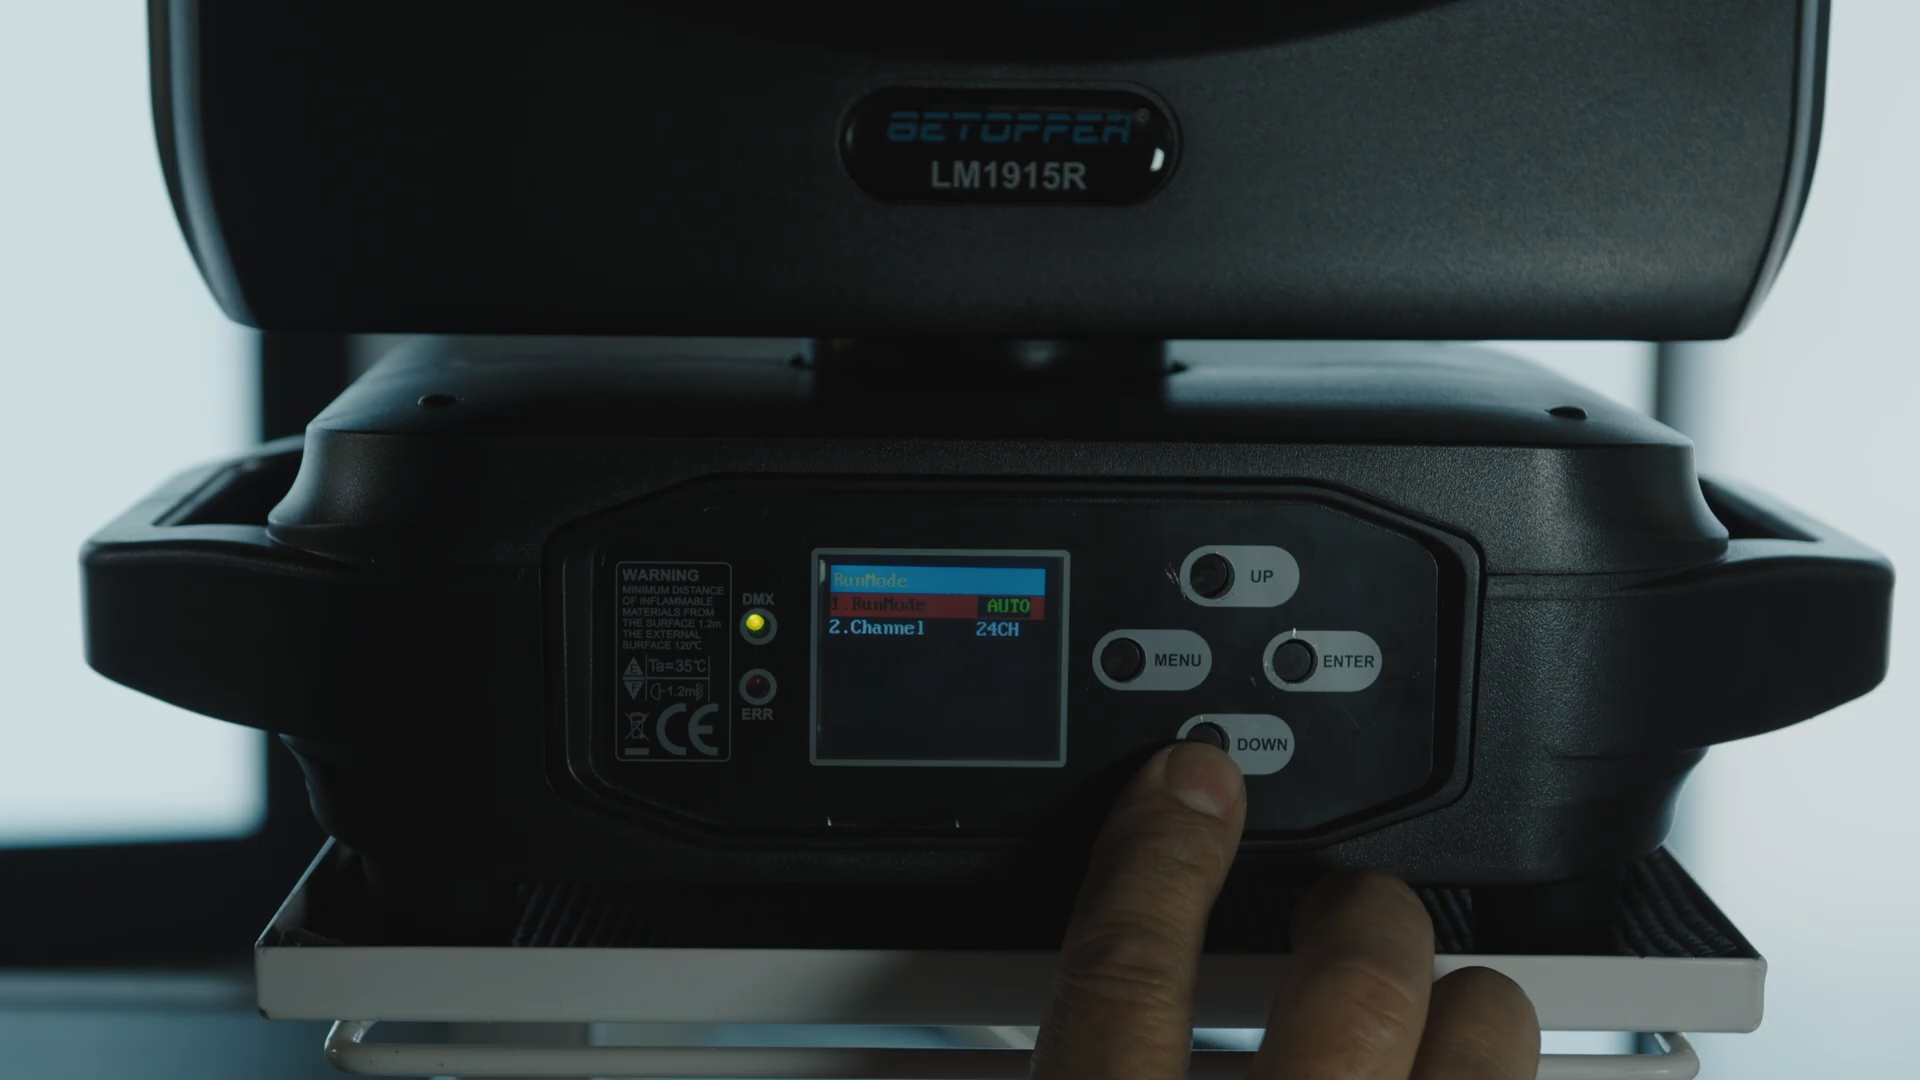 BETOPPER®
LM1915R
WARNING
MINIMUM DISTANCE
OF INFLAMMABLE
MATERIALS FROM
THE SURFACE 1.2m
THE EXTERNAL
SURFACE 120℃
Ta=35℃
1.2m
CE
DMX
ERR
RunMode
1.RunMode AUTO
2.Channel 24CH
UP
MENU
ENTER
DOWN